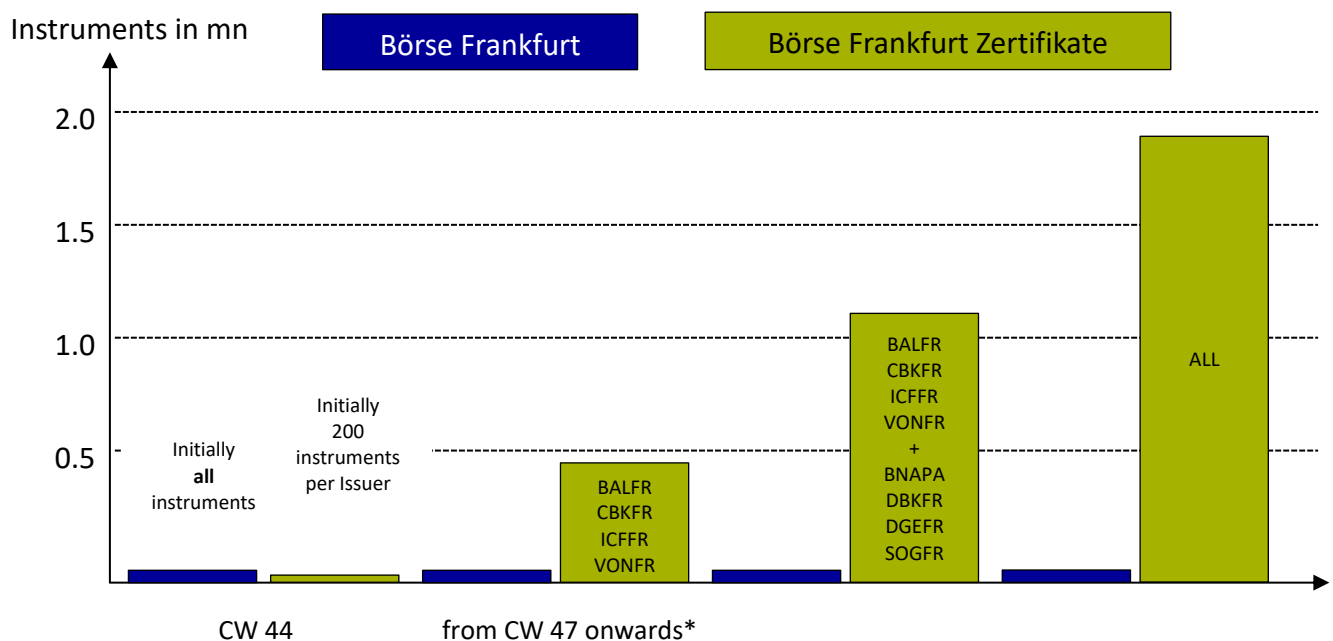 Instruments in mn
Börse Frankfurt
Börse Frankfurt Zertifikate
2.0
1.5
1.0
0.5
Initially
all
instruments
Initially
200
instruments
per Issuer
BALFR
CBKFR
ICFFR
VONFR
BALFR
CBKFR
ICFFR
VONFR
+
BNAPA
DBKFR
DGEFR
SOGFR
ALL
CW 44
from CW 47 onwards*